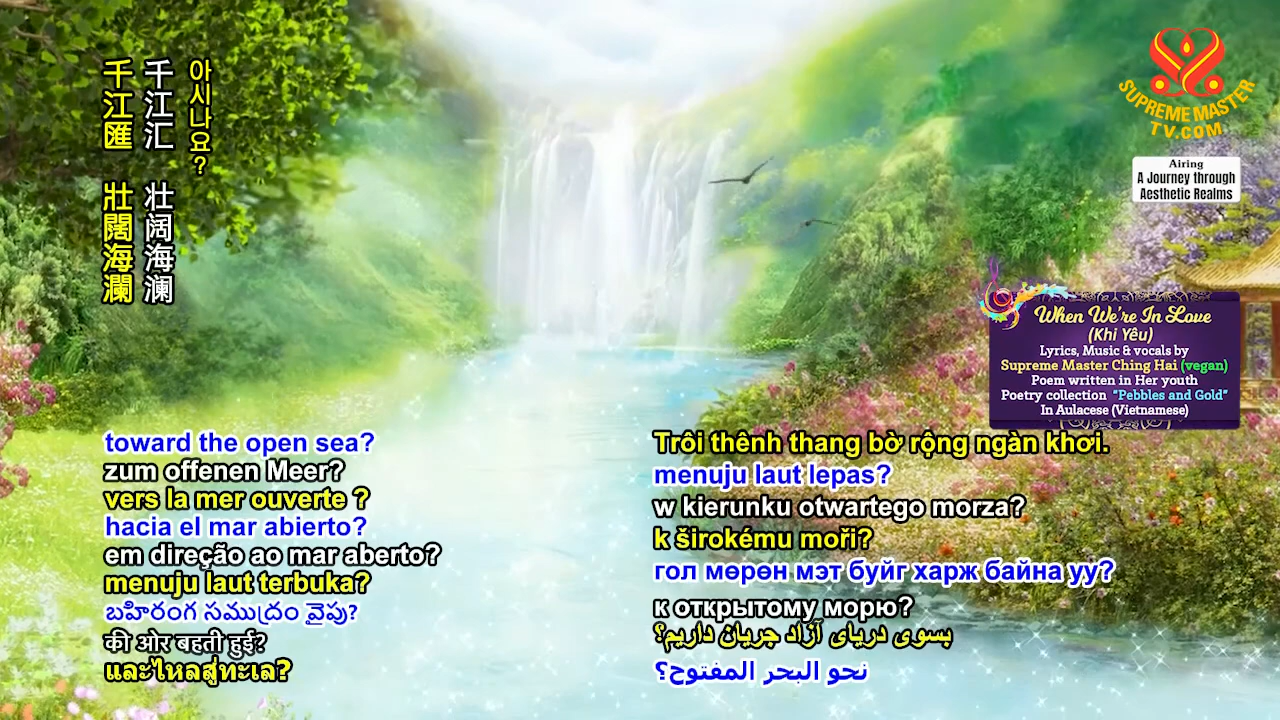 아시나요?
千江汇 壮阔海澜
千江匯 壯闊海瀾
SUPREME MASTER
TV.COM
Airing
A Journey through
Aesthetic Realms
When We're In Love
(Khi Yêu)
Lyrics, Music & vocals by
Supreme Master Ching Hai (vegan)
Poem written in Her youth
Poetry collection "Pebbles and Gold"
In Aulacese (Vietnamese)
toward the open sea?
zum offenen Meer?
vers la mer ouverte ?
hacia el mar abierto?
em direção ao mar aberto?
menuju laut terbuka?
బహిరంగ సముద్రం వైపు?
की ओर बहती हुई?
และไหลสู่ทะเล?
Trôi thênh thang bờ rộng ngàn khơi.
menuju laut lepas?
w kierunku otwartego morza?
k širokému moři?
гол мөрөн мэт буйг харж байна уу?
к открытому морю?
بسوی دریای آزاد جریان داریم؟
نحو البحر المفتوح؟